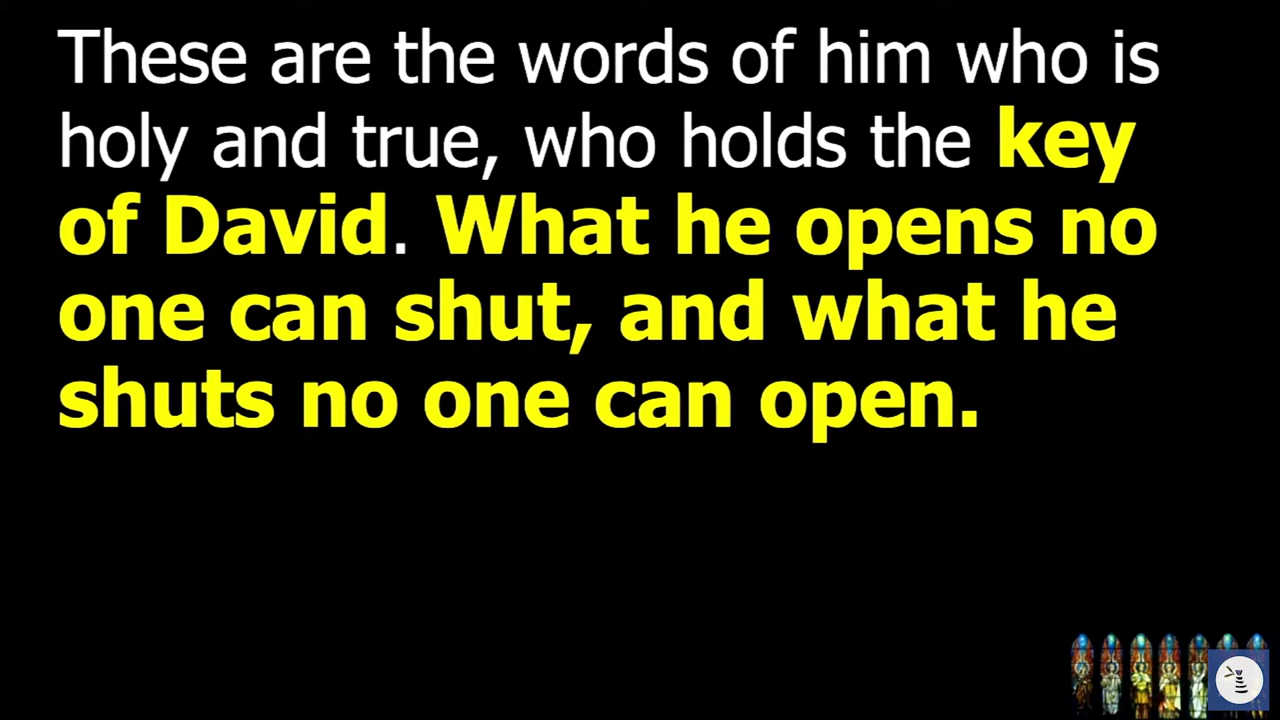 These are the words of him who is
holy and true, who holds the key
of David. What he opens no
one can shut, and what he
shuts no one can open.